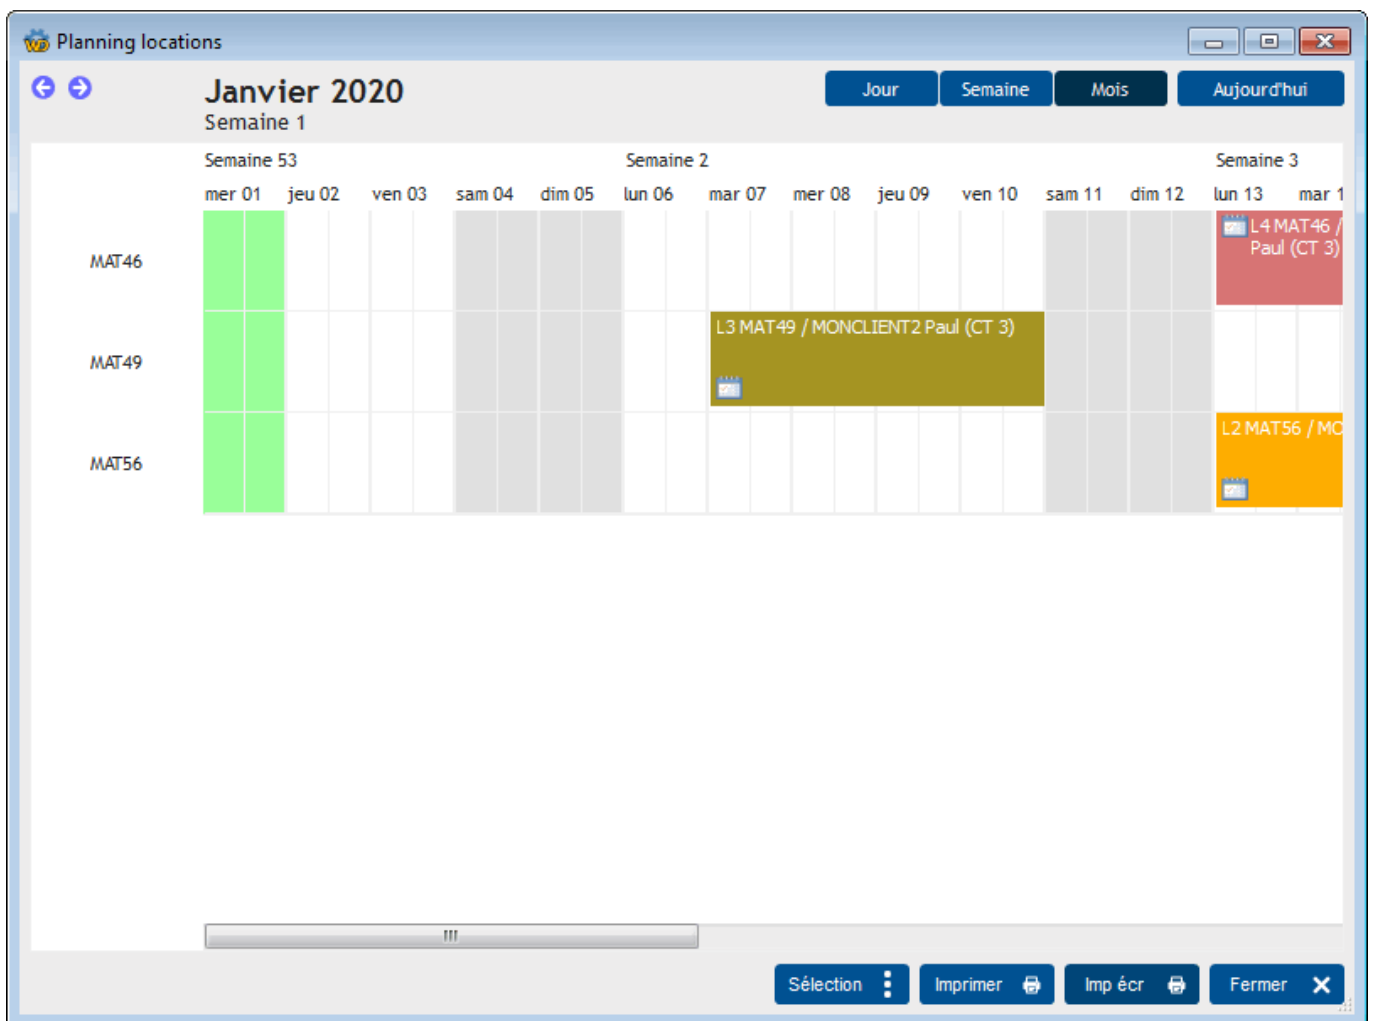 Planning locations
Janvier 2020
Semaine 1
Jour Semaine Mois Aujourd'hui
Semaine 53 Semaine 2 Semaine 3
mer 01 jeu 02 ven 03 sam 04 dim 05 lun 06 mar 07 mer 08 jeu 09 ven 10 sam 11 dim 12 lun 13 mar 1
MAT46
L4 MAT46 /
Paul (CT 3)
MAT49
L3 MAT49 / MONCLIENT2 Paul (CT 3)
MAT56
L2 MAT56 / MO
Sélection Imprimer Imp écr Fermer